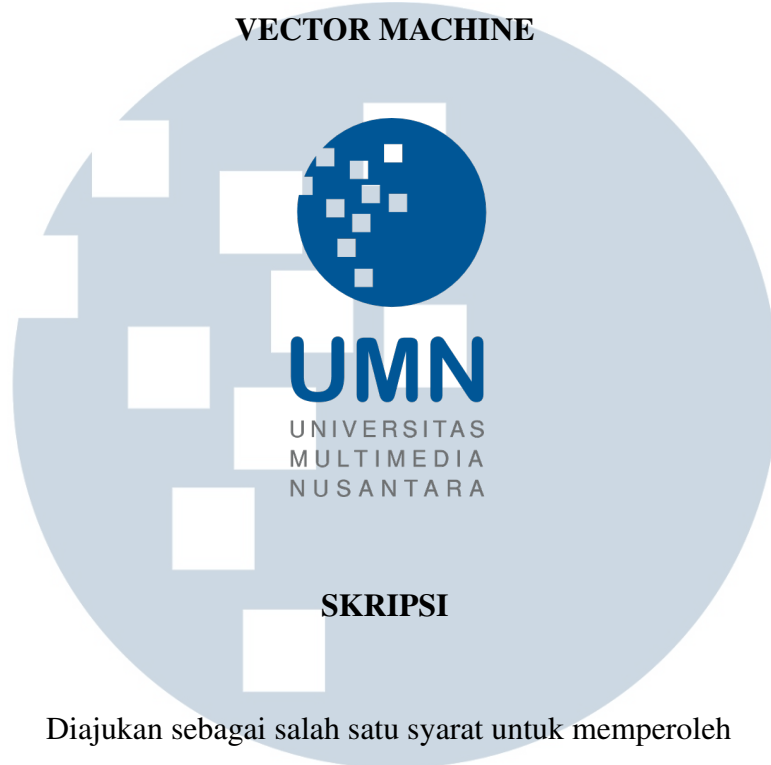 VECTOR MACHINE
UMN
UNIVERSITAS
MULTIMEDIA
NUSANTARA
SKRIPSI
Diajukan sebagai salah satu syarat untuk memperoleh